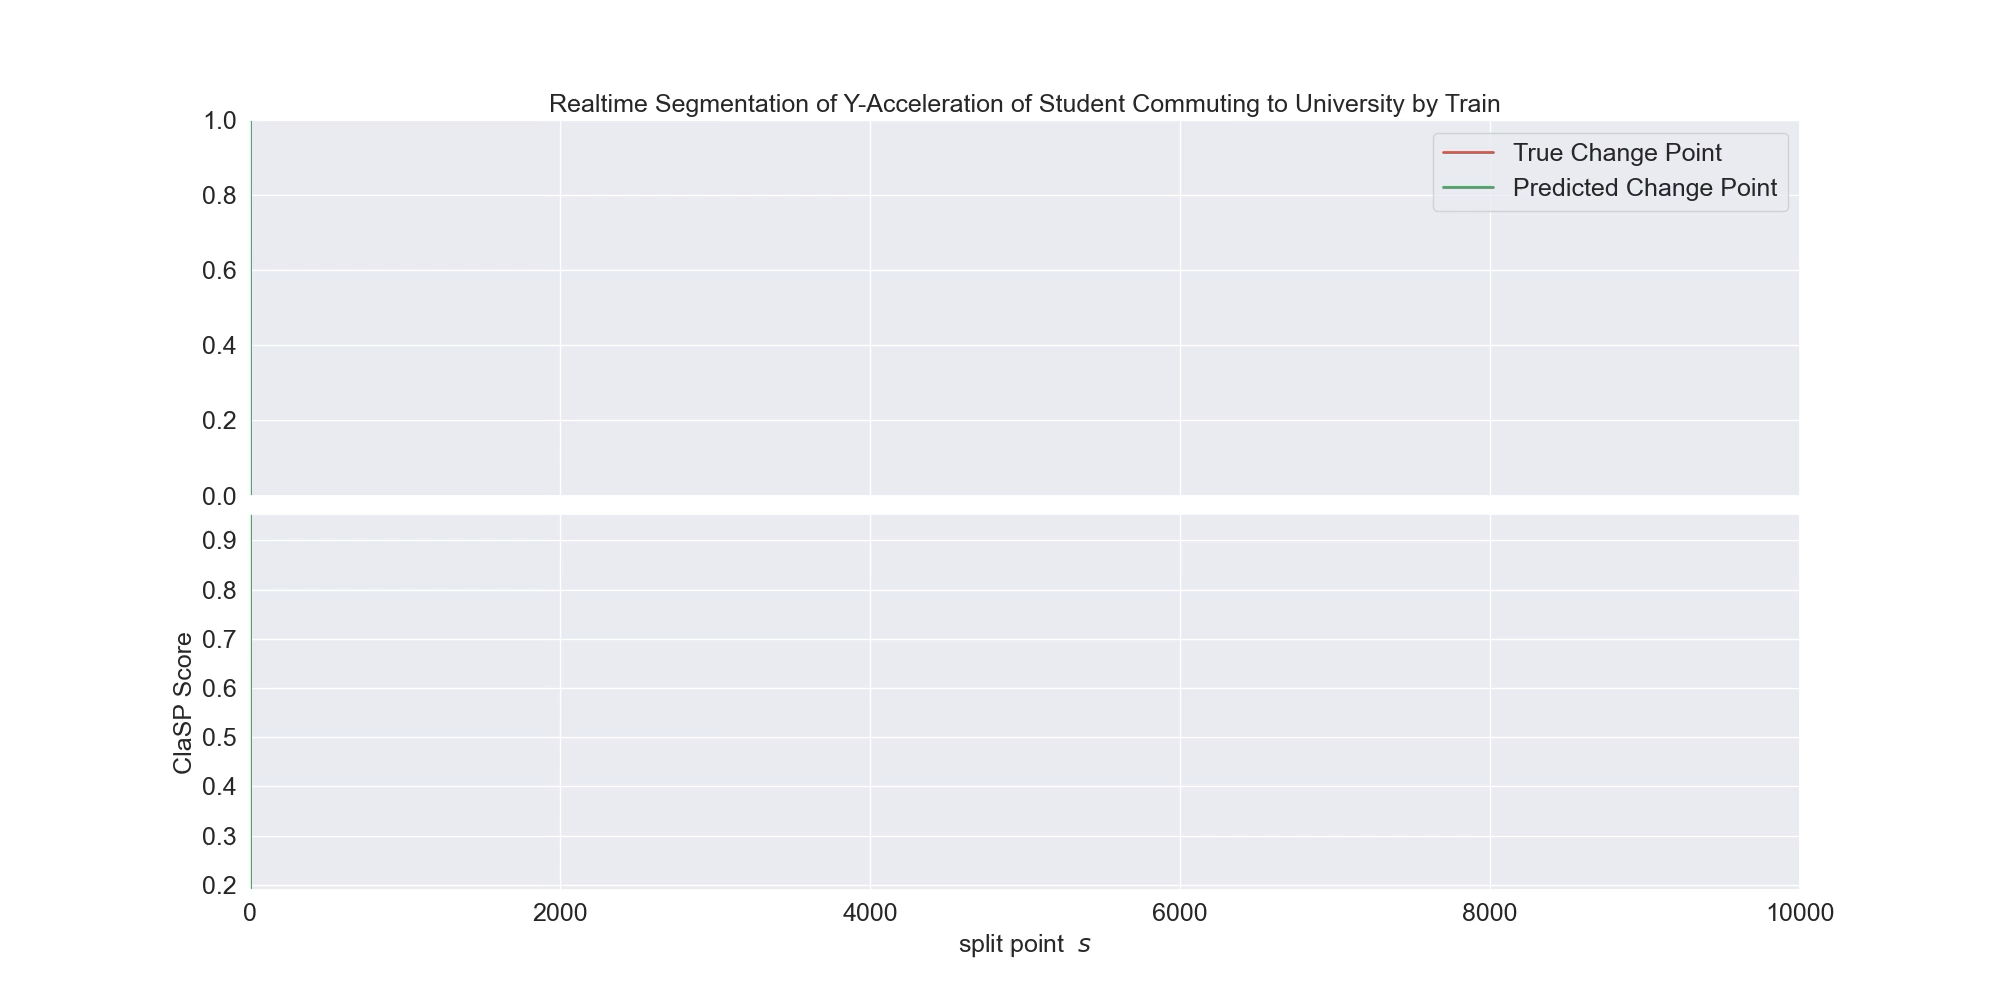 Realtime Segmentation of Y-Acceleration of Student Commuting to University by Train
1.0
0.8
0.6
0.4
0.2
0.0
True Change Point
Predicted Change Point
ClaSP Score
0.9
0.8
0.7
0.6
0.5
0.4
0.3
0.2
0 2000 4000 6000 8000 10000
split point s